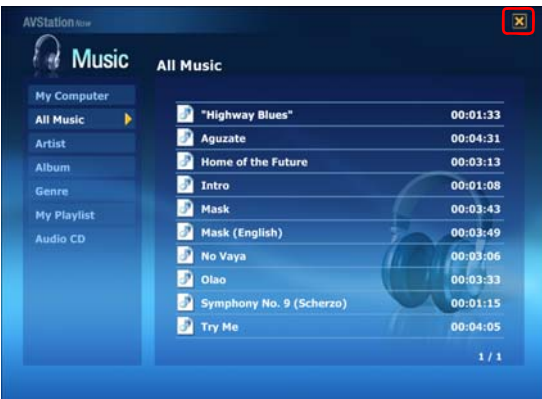 AVStation Now
Music
All Music
My Computer
All Music
Artist
Album
Genre
My Playlist
Audio CD
"Highway Blues" 00:01:33
Aguzate 00:04:31
Home of the Future 00:03:13
Intro 00:01:08
Mask 00:03:43
Mask (English) 00:03:49
No Vaya 00:03:06
Olao 00:03:33
Symphony No. 9 (Scherzo) 00:01:15
Try Me 00:04:05
1 / 1